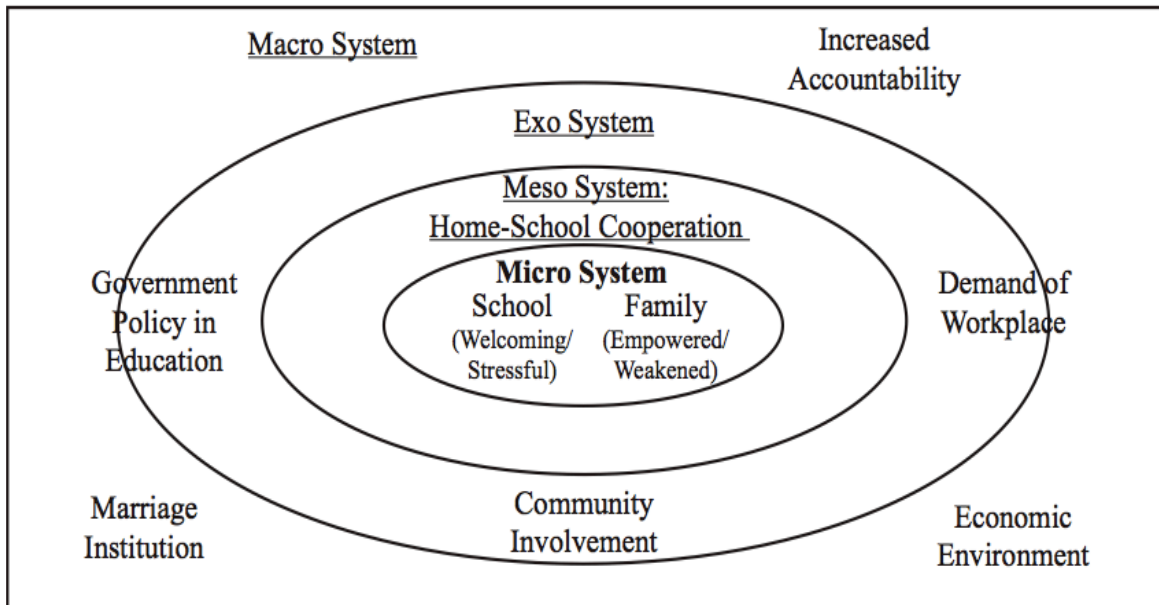 Macro System
Increased
Accountability
Exo System
Meso System:
Home-School Cooperation
Micro System
School
(Welcoming/
Stressful)
Family
(Empowered/
Weakened)
Government
Policy in
Education
Demand of
Workplace
Marriage
Institution
Community
Involvement
Economic
Environment